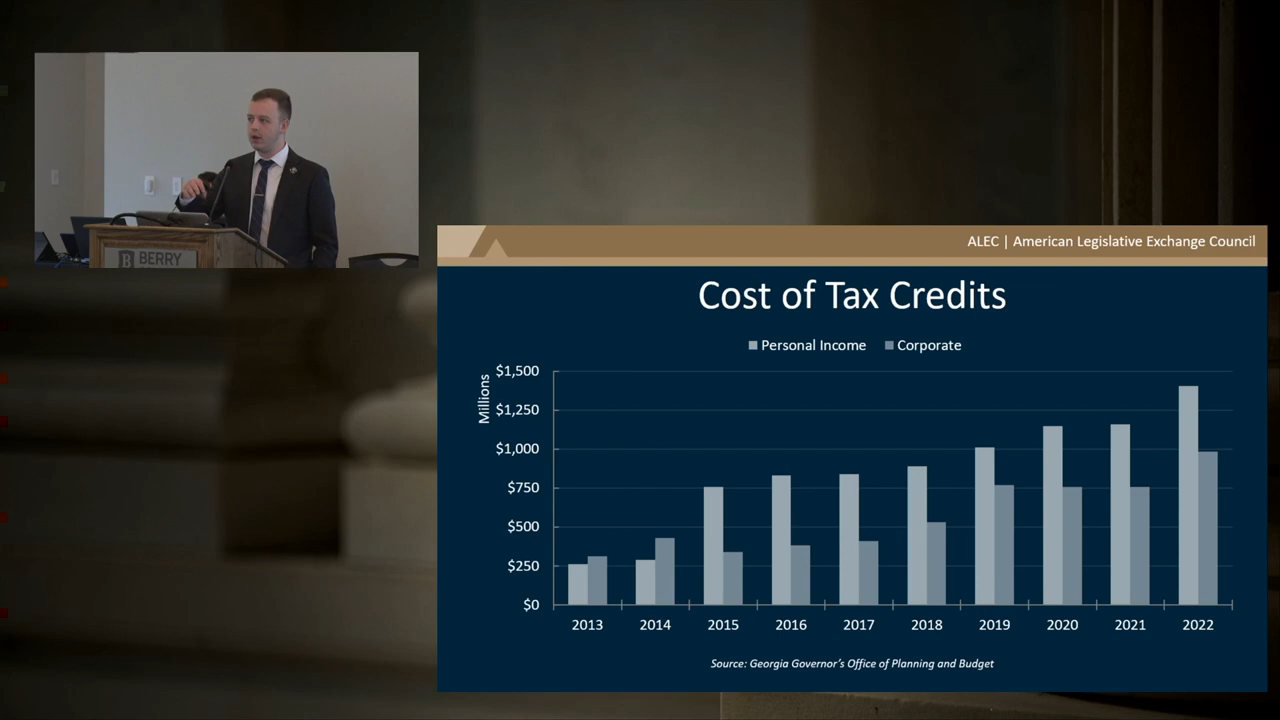 B BERRY
ALEC | American Legislative Exchange Council
Cost of Tax Credits
Personal Income Corporate
Millions
$1,500
$1,250
$1,000
$750
$500
$250
$0
2013 2014 2015 2016 2017 2018 2019 2020 2021 2022
Source: Georgia Governor's Office of Planning and Budget